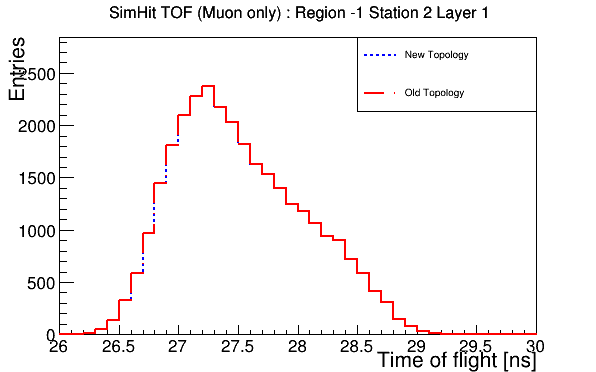 SimHit TOF (Muon only) : Region -1 Station 2 Layer 1
Entries
New Topology
Old Topology
2500
2000
1500
1000
500
0
26 26.5 27 27.5 28 28.5 29 29.5 30
Time of flight [ns]